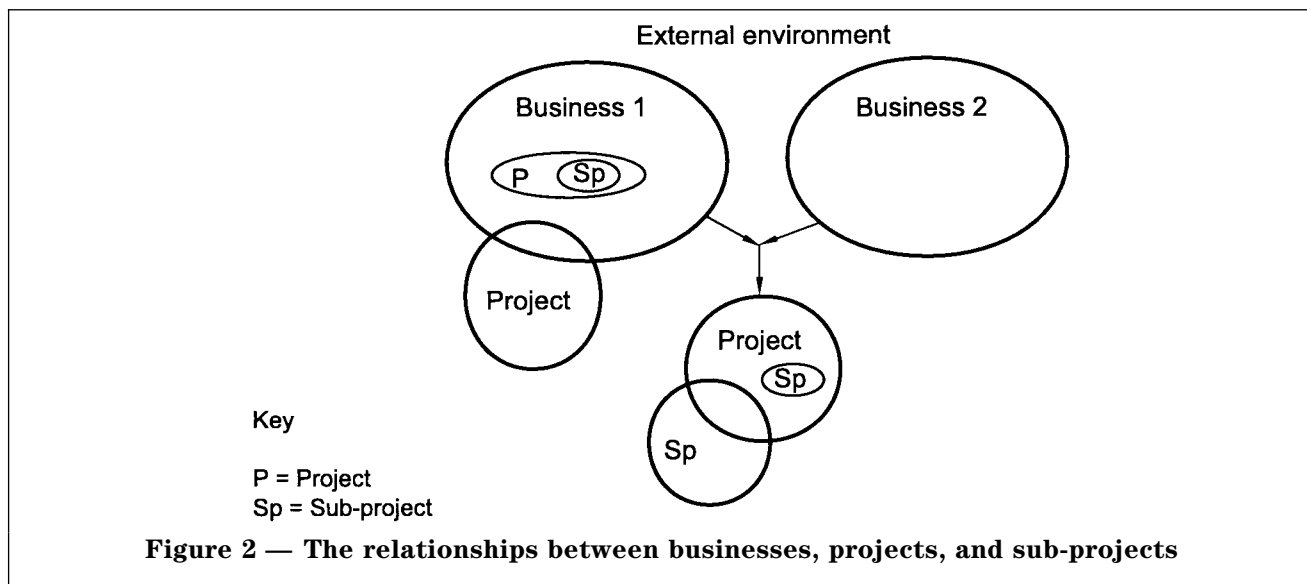 External environment
Business 1
Business 2
P
Sp
Project
Project
Sp
Sp
Key
P = Project
Sp = Sub-project
Figure 2 — The relationships between businesses, projects, and sub-projects